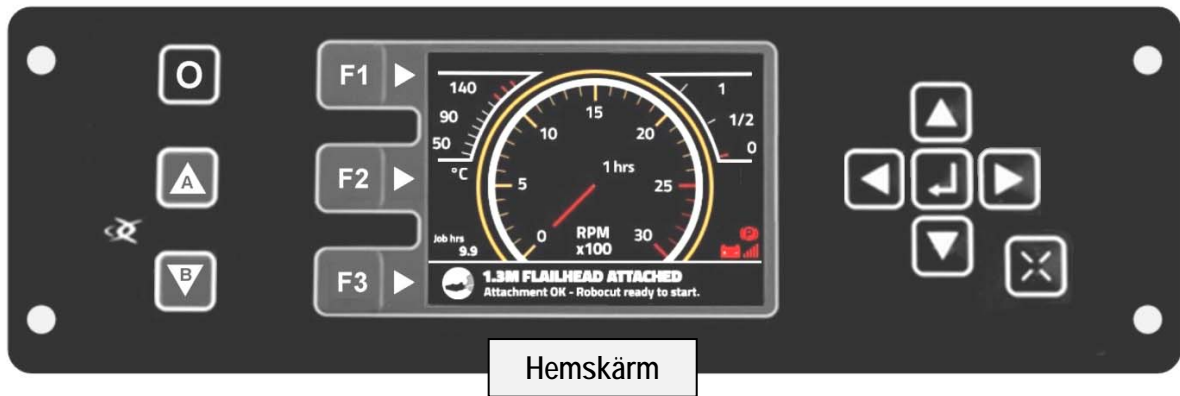 O
A
B
F1
F2
F3
140
90
50
°C
0
5
10
15
20
25
30
1 hrs
RPM
x100
1
1/2
0
Job hrs
9.9
P
1.3M FLAILHEAD ATTACHED
Attachment OK - Robocut ready to start.
Hemskärm